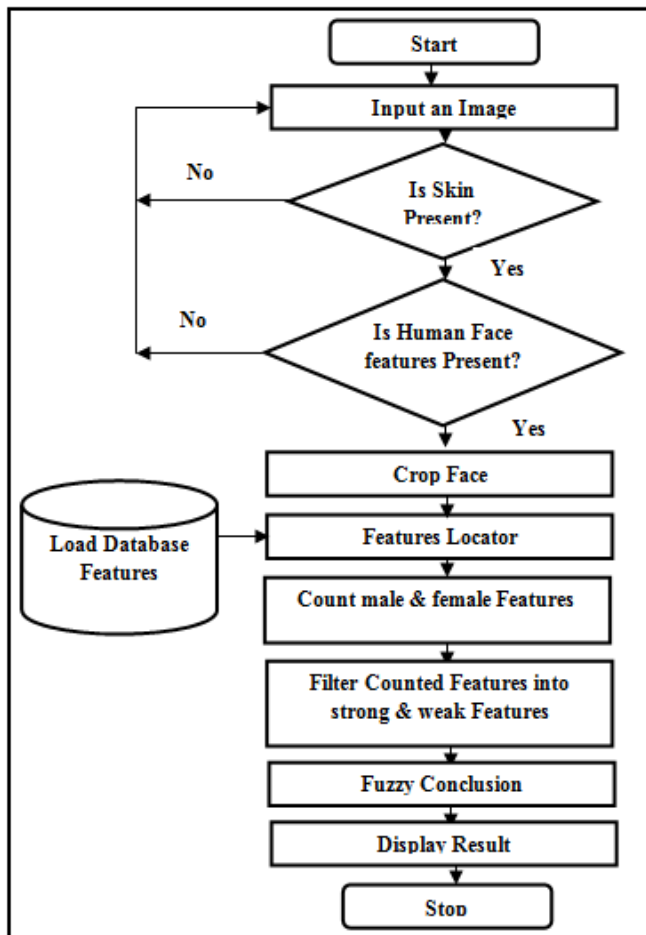 Start
Input an Image
No
Is Skin
Present?
Yes
No
Is Human Face
features Present?
Yes
Crop Face
Load Database
Features
Features Locator
Count male & female Features
Filter Counted Features into
strong & weak Features
Fuzzy Conclusion
Display Result
Stop